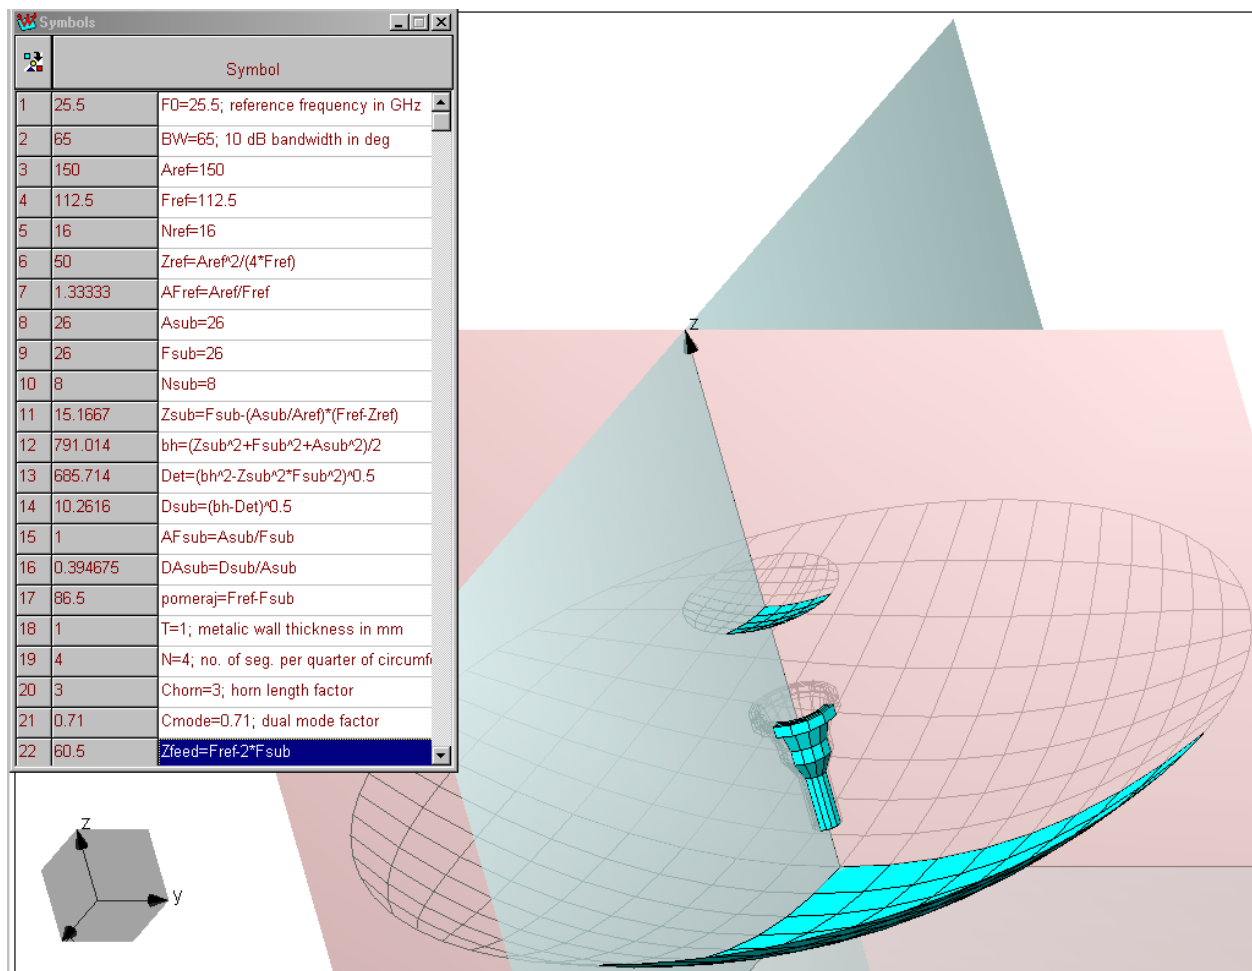 Symbols
Symbol
1 25.5 F0=25.5; reference frequency in GHz
2 65 BW=65; 10 dB bandwidth in deg
3 150 Aref=150
4 112.5 Fref=112.5
5 16 Nref=16
6 50 Zref=Aref^2/(4*Fref)
7 1.33333 AFref=Aref/Fref
8 26 Asub=26
9 26 Fsub=26
10 8 Nsub=8
11 15.1667 Zsub=Fsub-(Asub/Aref)*(Fref-Zref)
12 791.014 bh=(Zsub^2+Fsub^2+Asub^2)/2
13 685.714 Det=(bh^2-Zsub^2*Fsub^2)^0.5
14 10.2616 Dsub=(bh-Det)^0.5
15 1 AFsub=Asub/Fsub
16 0.394675 DAsub=Dsub/Asub
17 86.5 pomeraj=Fref-Fsub
18 1 T=1; metalic wall thickness in mm
19 4 N=4; no. of seg. per quarter of circumfe
20 3 Chorn=3; horn length factor
21 0.71 Cmode=0.71; dual mode factor
22 60.5 Zfeed=Fref-2*Fsub
z
z
y